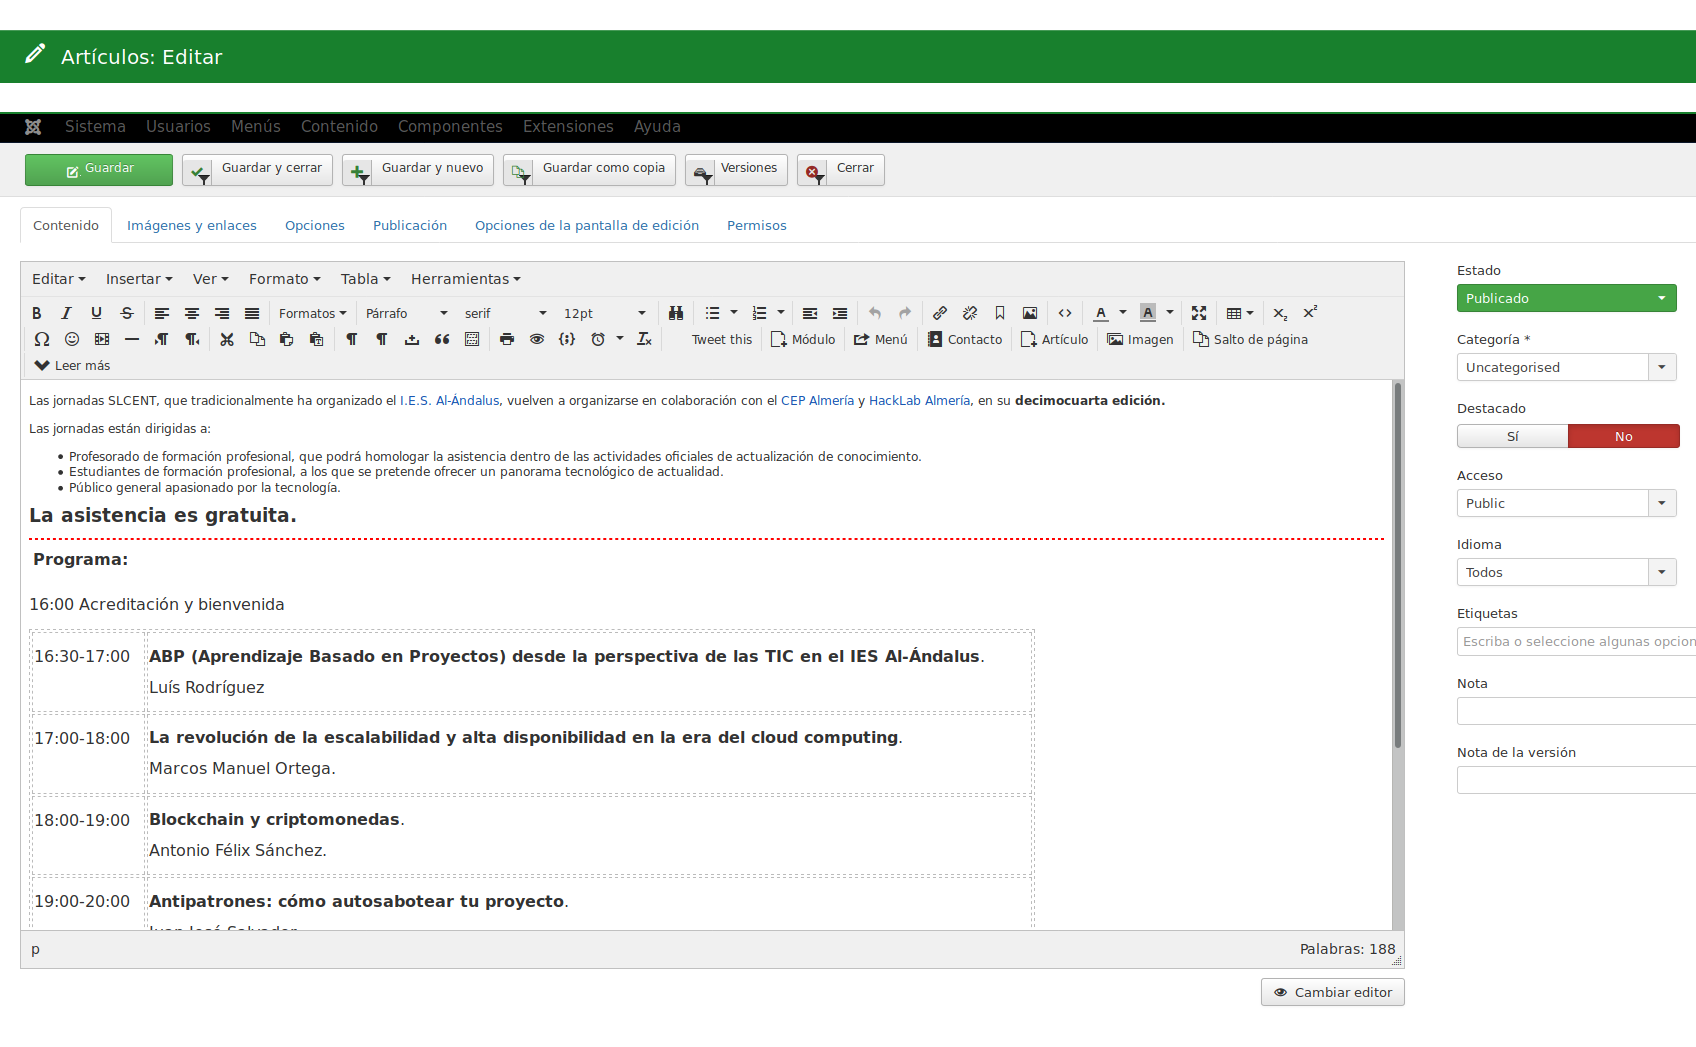 Artículos: Editar
Sistema Usuarios Menús Contenido Componentes Extensiones Ayuda
Guardar Guardar y cerrar Guardar y nuevo Guardar como copia Versiones Cerrar
Contenido Imágenes y enlaces Opciones Publicación Opciones de la pantalla de edición Permisos
Editar Insertar Ver Formato Tabla Herramientas
B I U S Formatos Párrafo serif 12pt A A x₂ x²
Ω Tweet this Módulo Menú Contacto Artículo Imagen Salto de página
Leer más
Las jornadas SLCENT, que tradicionalmente ha organizado el I.E.S. Al-Ándalus, vuelven a organizarse en colaboración con el CEP Almería y HackLab Almería, en su decimocuarta edición.
Las jornadas están dirigidas a:
• Profesorado de formación profesional, que podrá homologar la asistencia dentro de las actividades oficiales de actualización de conocimiento.
• Estudiantes de formación profesional, a los que se pretende ofrecer un panorama tecnológico de actualidad.
• Público general apasionado por la tecnología.
La asistencia es gratuita.
Programa:
16:00 Acreditación y bienvenida
16:30-17:00 ABP (Aprendizaje Basado en Proyectos) desde la perspectiva de las TIC en el IES Al-Ándalus.
Luís Rodríguez
17:00-18:00 La revolución de la escalabilidad y alta disponibilidad en la era del cloud computing.
Marcos Manuel Ortega.
18:00-19:00 Blockchain y criptomonedas.
Antonio Félix Sánchez.
19:00-20:00 Antipatrones: cómo autosabotear tu proyecto.
p Palabras: 188
Cambiar editor
Estado
Publicado
Categoría *
Uncategorised
Destacado
Sí No
Acceso
Public
Idioma
Todos
Etiquetas
Escriba o seleccione algunas opcion
Nota
Nota de la versión